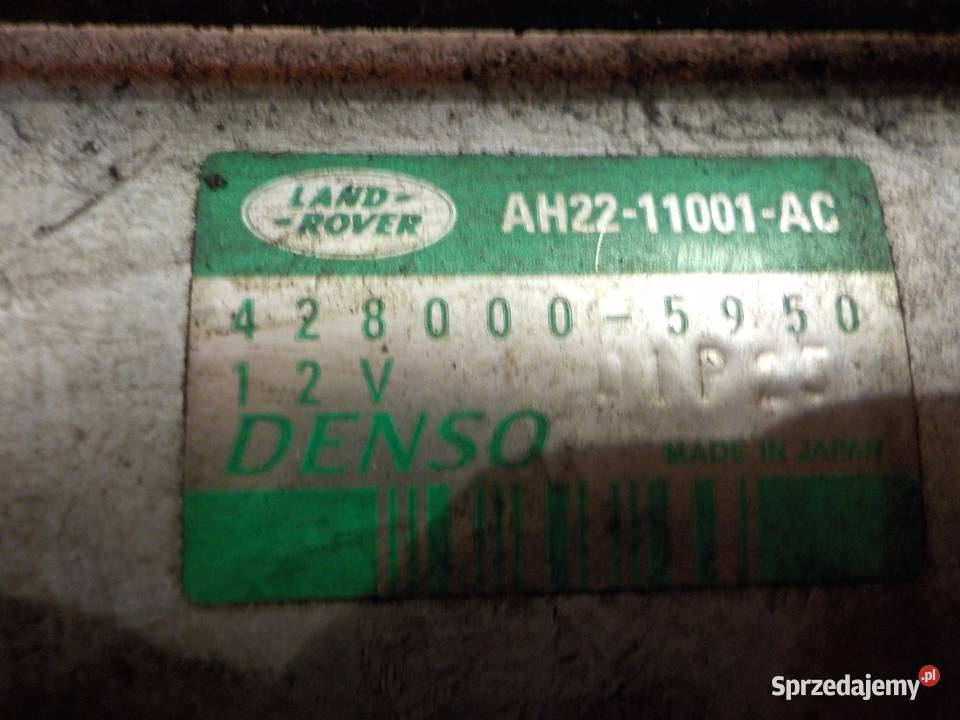 LAND-
-ROVER
AH22-11001-AC
428000-5950
12V
DENSO
MADE IN JAPAN
Sprzedajemy.pl